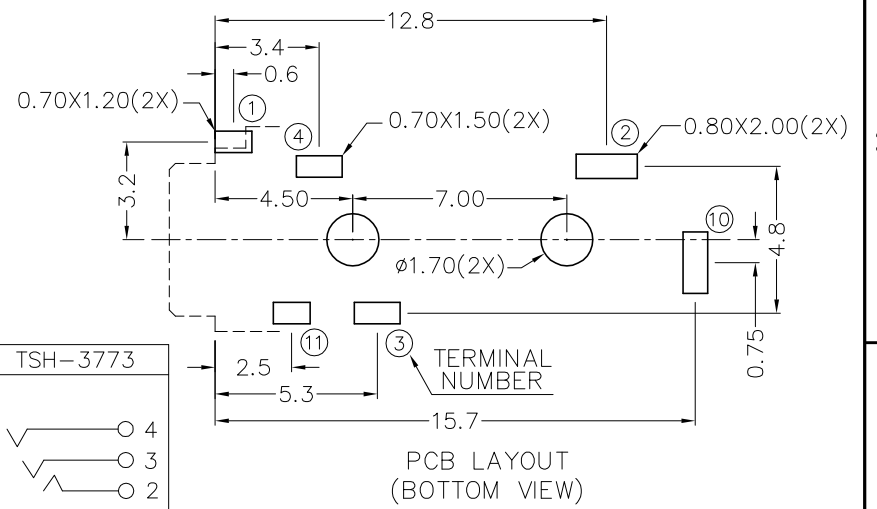 12.8
3.4
0.6
0.70X1.20(2X)
1
4
0.70X1.50(2X)
2
0.80X2.00(2X)
3.2
4.50
7.00
10
4.8
ø1.70(2X)
0.75
11
3
TERMINAL
NUMBER
2.5
5.3
15.7
TSH-3773
4
3
2
PCB LAYOUT
(BOTTOM VIEW)